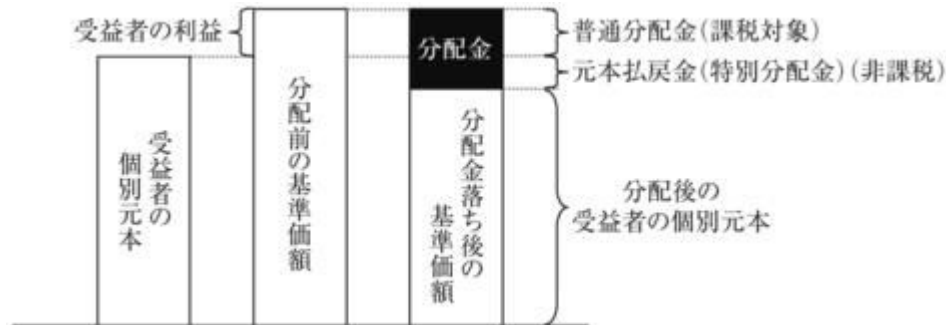 受益者の利益
分配金
普通分配金(課税対象)
元本払戻金(特別分配金)(非課税)
受益者の
個別元本
分配前の基準価額
分配金落ち後の
基準価額
分配後の
受益者の個別元本